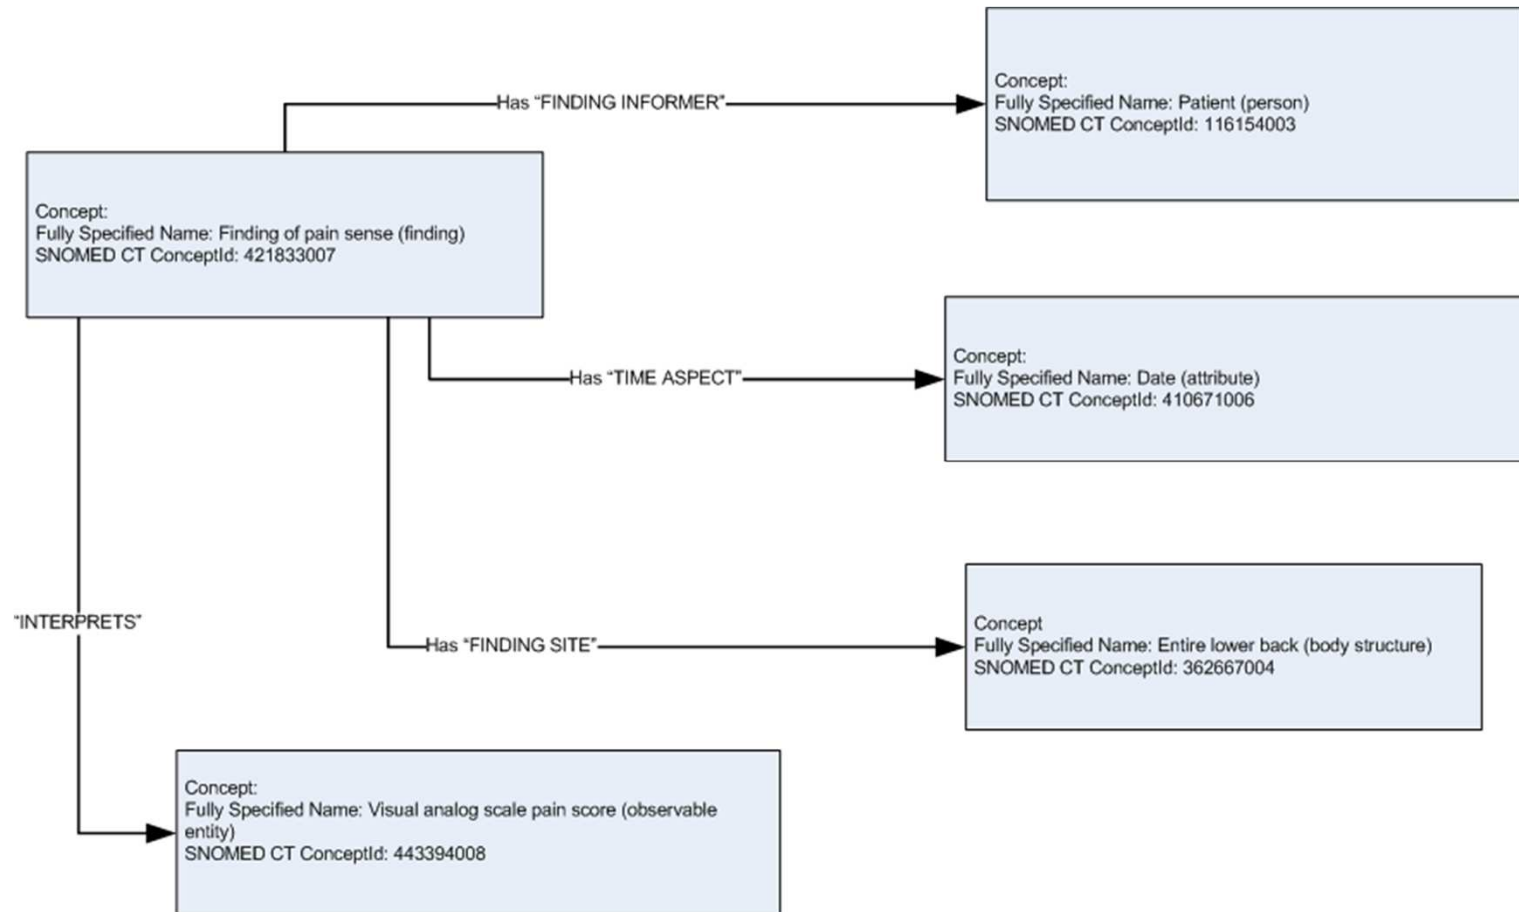 Concept:
Fully Specified Name: Patient (person)
SNOMED CT ConceptId: 116154003
Has “FINDING INFORMER”
Concept:
Fully Specified Name: Finding of pain sense (finding)
SNOMED CT ConceptId: 421833007
Concept:
Fully Specified Name: Date (attribute)
SNOMED CT ConceptId: 410671006
Has “TIME ASPECT”
Concept
Fully Specified Name: Entire lower back (body structure)
SNOMED CT ConceptId: 362667004
Has “FINDING SITE”
“INTERPRETS”
Concept:
Fully Specified Name: Visual analog scale pain score (observable
entity)
SNOMED CT ConceptId: 443394008